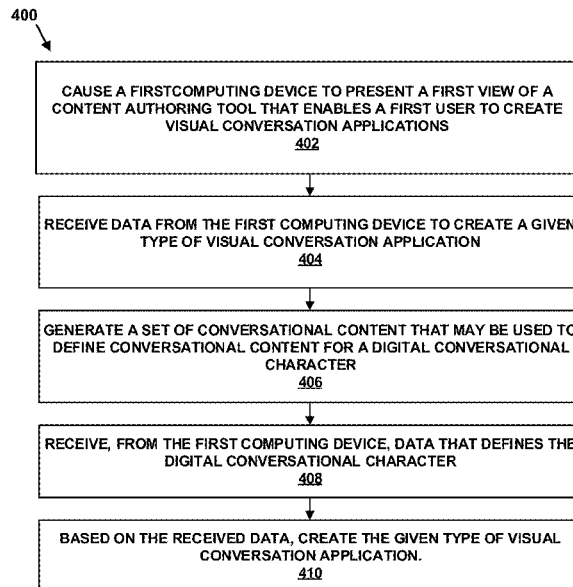 400
CAUSE A FIRSTCOMPUTING DEVICE TO PRESENT A FIRST VIEW OF A
CONTENT AUTHORING TOOL THAT ENABLES A FIRST USER TO CREATE
VISUAL CONVERSATION APPLICATIONS
402
RECEIVE DATA FROM THE FIRST COMPUTING DEVICE TO CREATE A GIVEN
TYPE OF VISUAL CONVERSATION APPLICATION
404
GENERATE A SET OF CONVERSATIONAL CONTENT THAT MAY BE USED TO
DEFINE CONVERSATIONAL CONTENT FOR A DIGITAL CONVERSATIONAL
CHARACTER
406
RECEIVE, FROM THE FIRST COMPUTING DEVICE, DATA THAT DEFINES THE
DIGITAL CONVERSATIONAL CHARACTER
408
BASED ON THE RECEIVED DATA, CREATE THE GIVEN TYPE OF VISUAL
CONVERSATION APPLICATION.
410